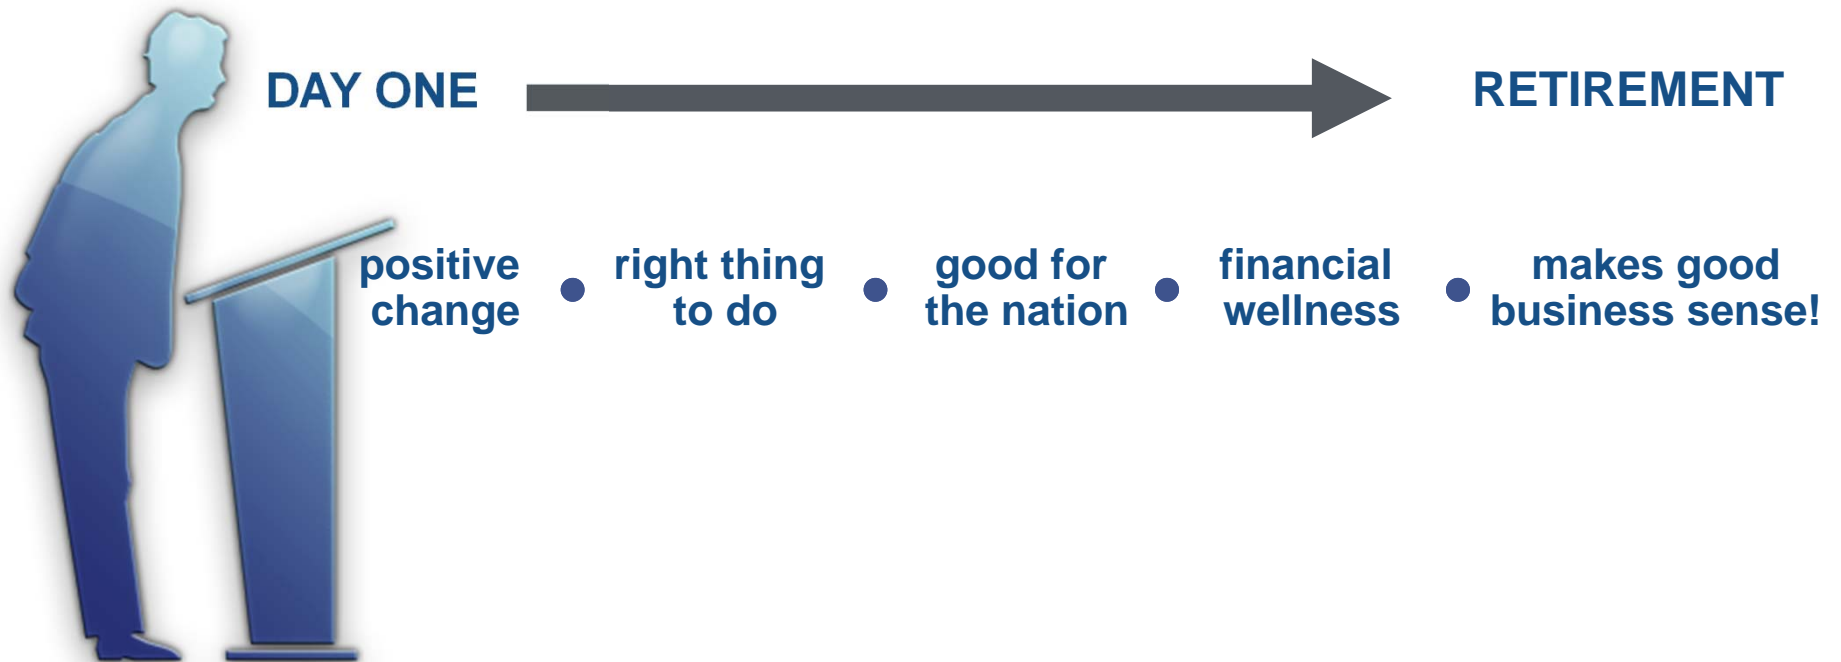 DAY ONE
RETIREMENT
positive
change
right thing
to do
good for
the nation
financial
wellness
makes good
business sense!